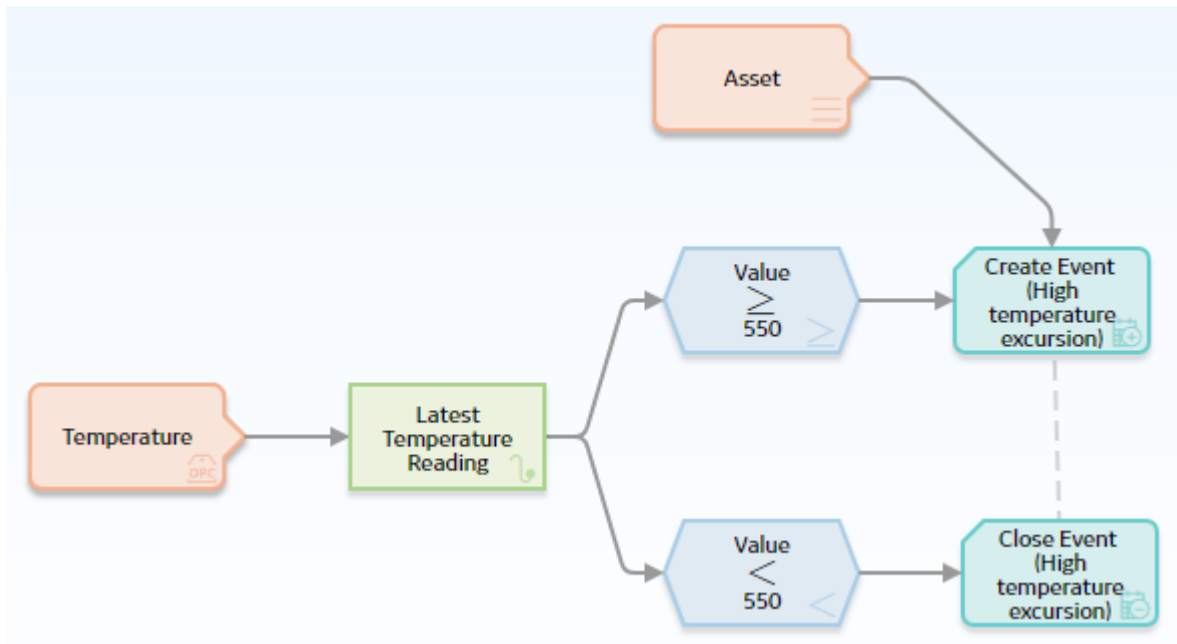 Asset
Value
≥
550
≥
Create Event
(High
temperature
excursion)
Temperature
OPC
Latest
Temperature
Reading
Value
<
550
<
Close Event
(High
temperature
excursion)